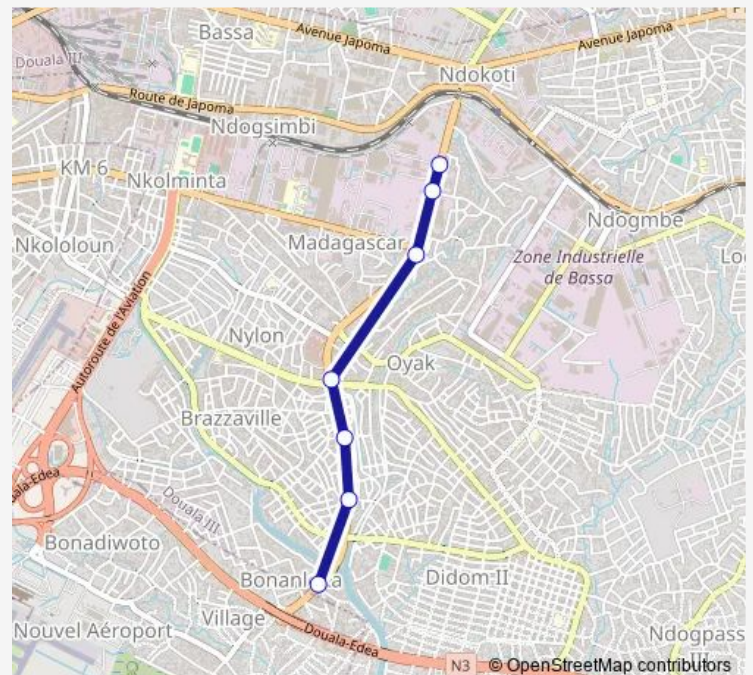 Bassa
Avenue Japoma
Avenue Japoma
Douala III
Ndokoti
Route de Japoma
Ndogsimbi
KM 6
Nkolminta
Ndogmbe
Nkololoun
Madagascar
Zone Industrielle
de Bassa
Autoroute de l'Aviation
Nylon
Oyak
Brazzaville
Douala III
Bonadiwoto
Didom II
Village
Nouvel Aéroport
Douala-Edea
Ndogpass
III
N3
© OpenStreetMap contributors